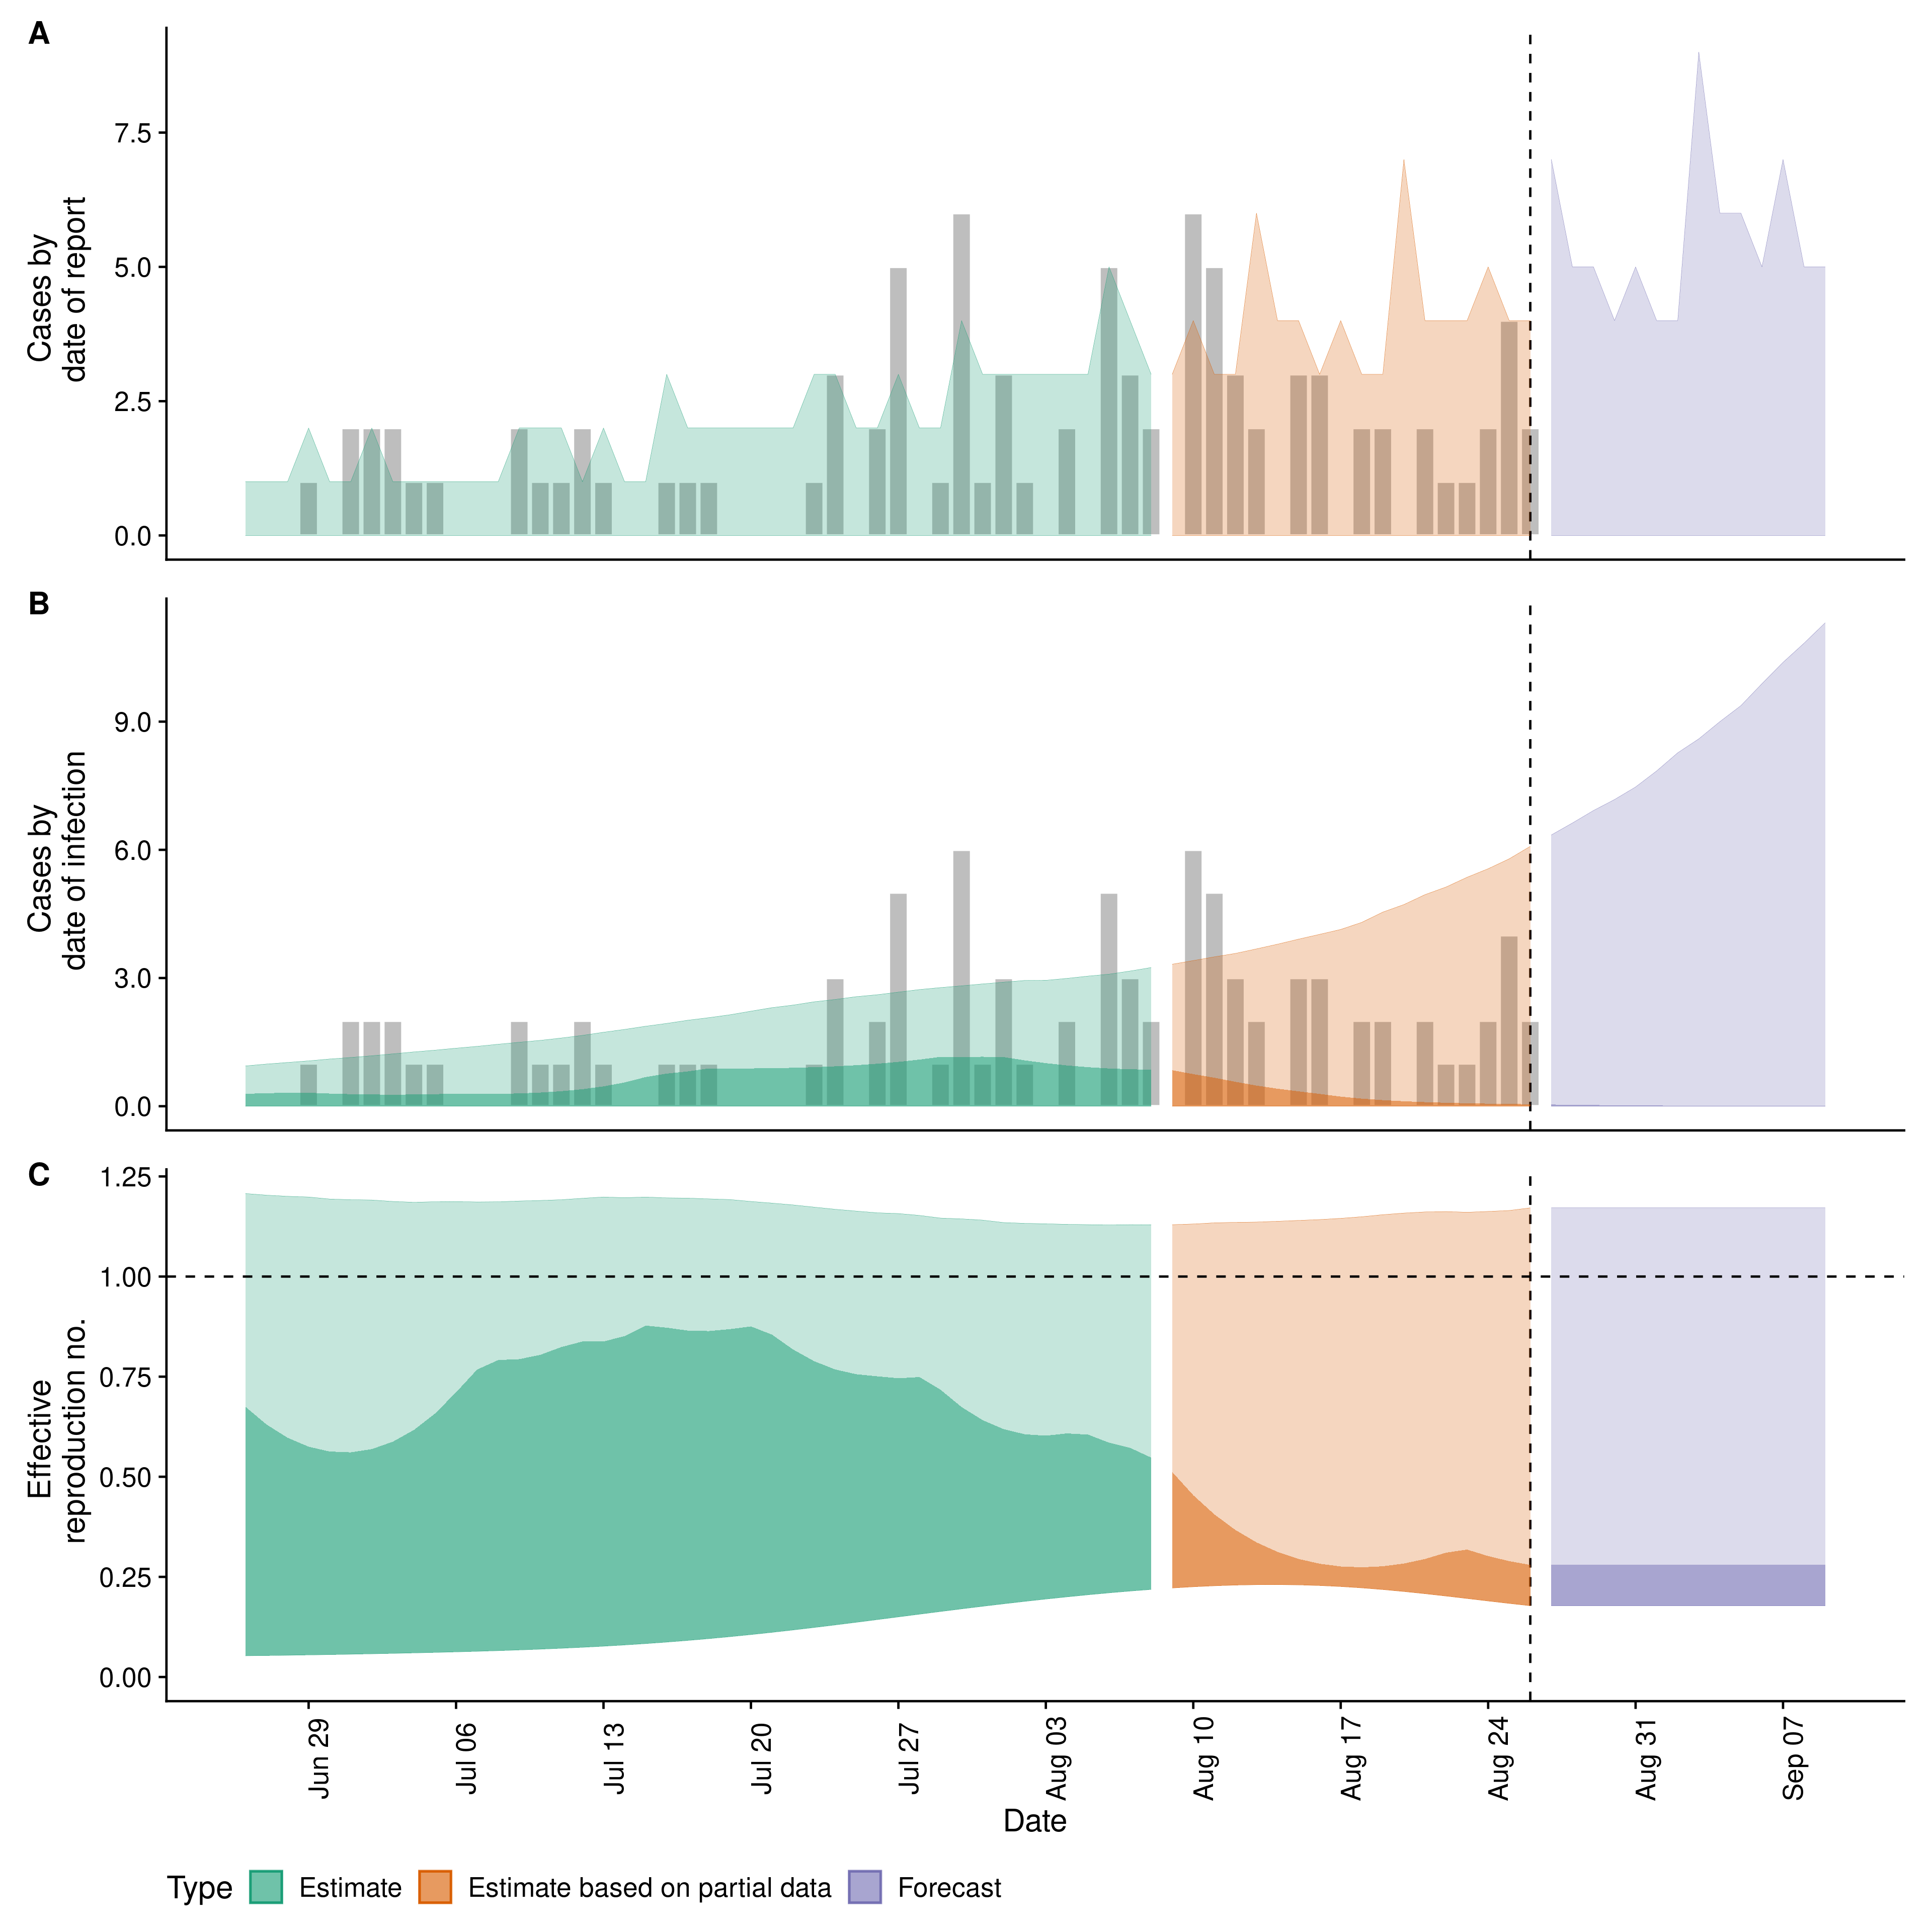 A
Cases by
date of report
7.5
5.0
2.5
0.0
B
Cases by
date of infection
9.0
6.0
3.0
0.0
C
Effective
reproduction no.
1.25
1.00
0.75
0.50
0.25
0.00
Jun 29
Jul 06
Jul 13
Jul 20
Jul 27
Aug 03
Aug 10
Aug 17
Aug 24
Aug 31
Sep 07
Date
Type Estimate Estimate based on partial data Forecast